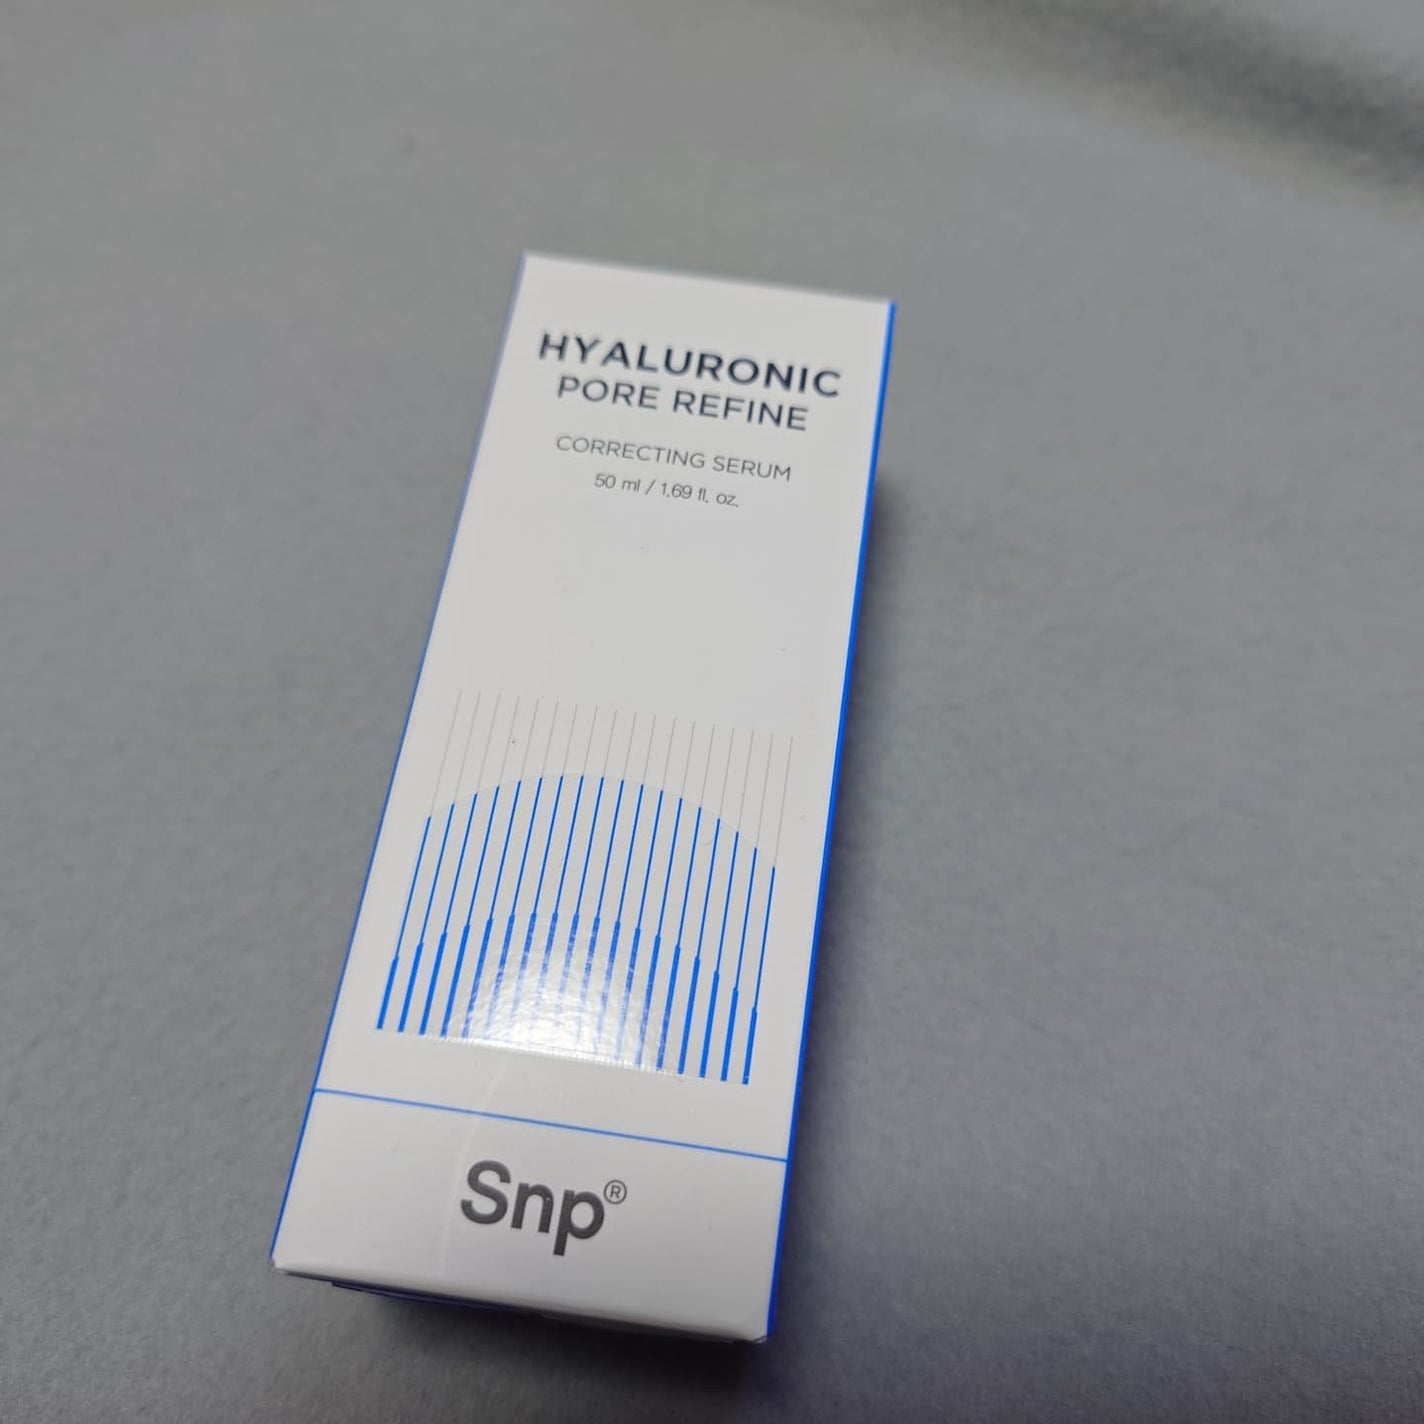 HYALURONIC
PORE REFINE
CORRECTING SERUM
50 ml / 1.69 fl. oz.
Snp®